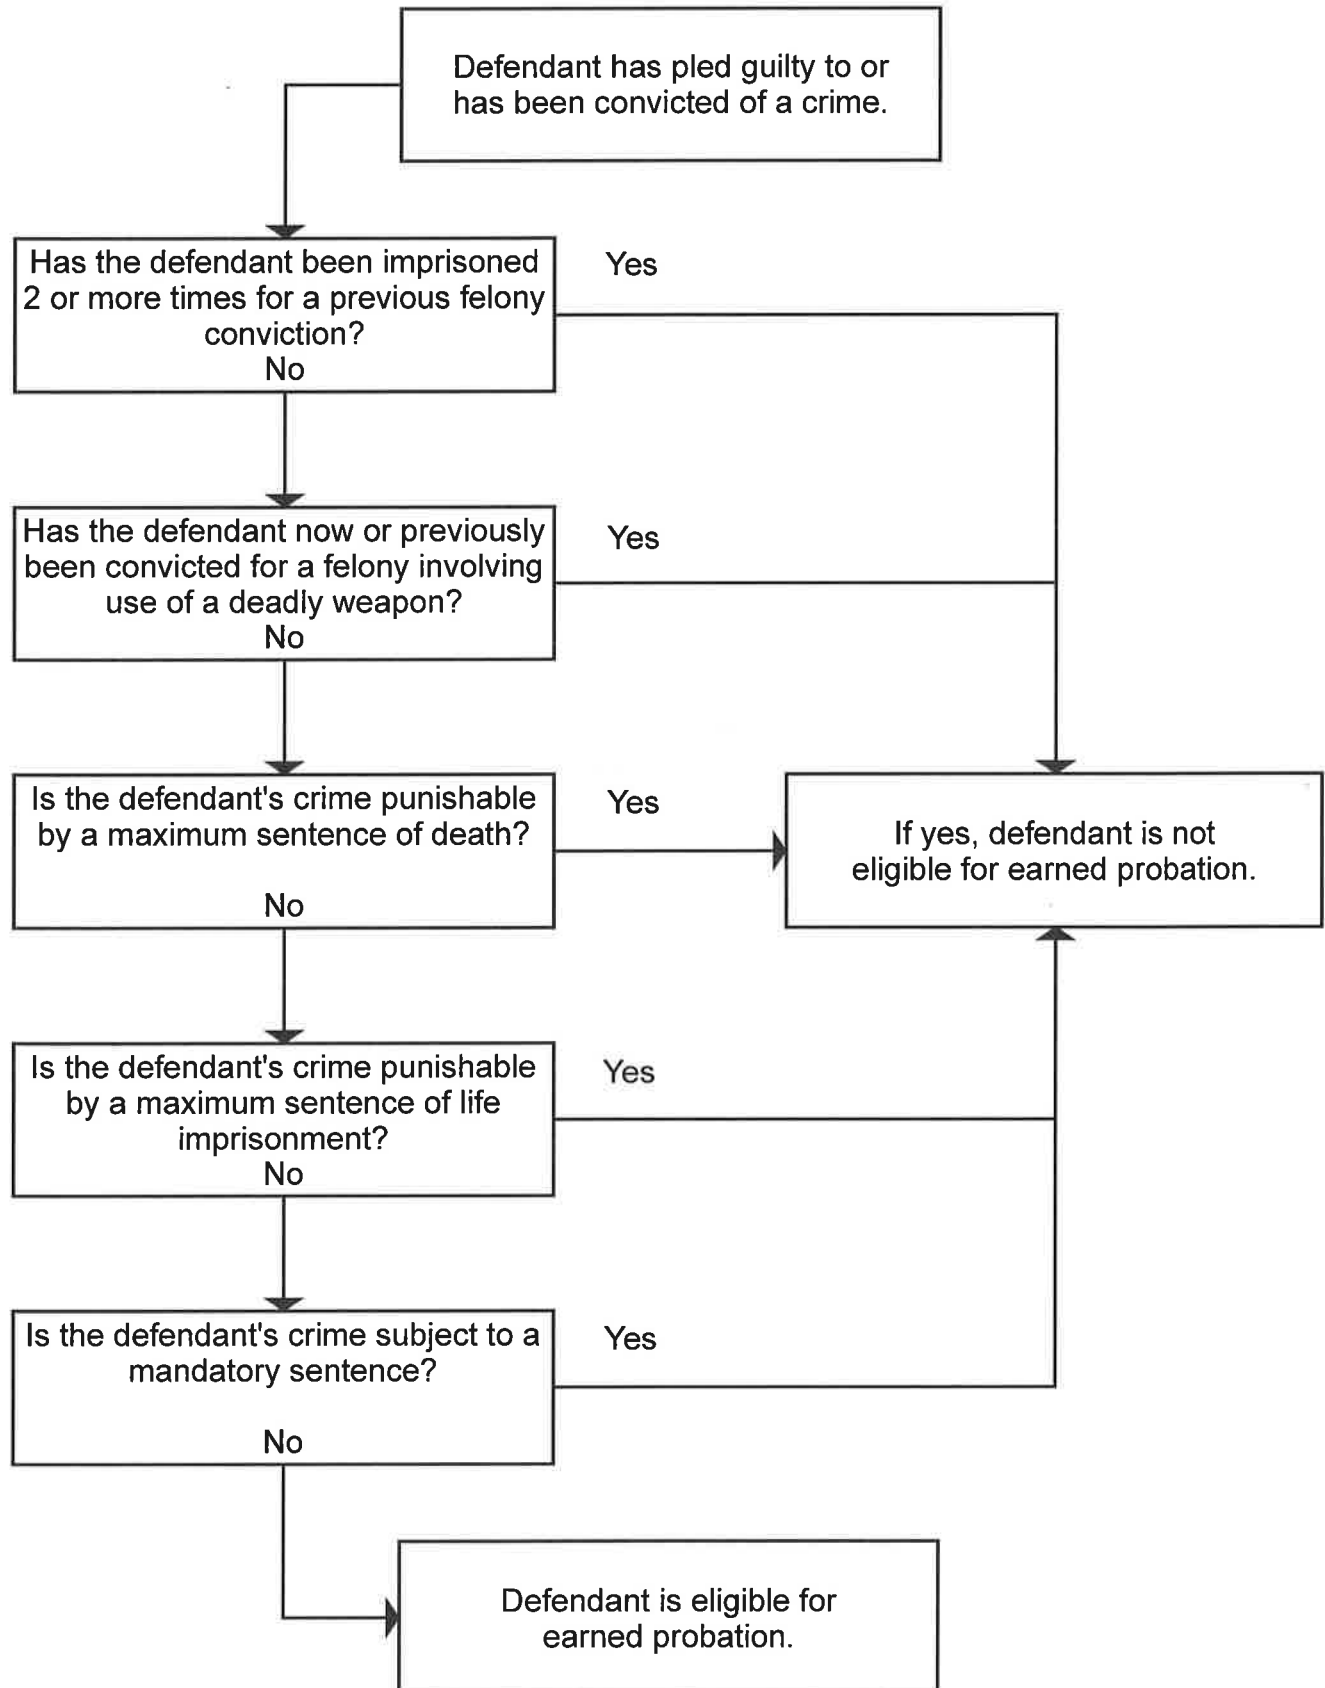 Defendant has pled guilty to or
has been convicted of a crime.
Has the defendant been imprisoned
2 or more times for a previous felony
conviction?
No
Yes
Has the defendant now or previously
been convicted for a felony involving
use of a deadly weapon?
No
Yes
Is the defendant's crime punishable
by a maximum sentence of death?
No
Yes
If yes, defendant is not
eligible for earned probation.
Is the defendant's crime punishable
by a maximum sentence of life
imprisonment?
No
Yes
Is the defendant's crime subject to a
mandatory sentence?
No
Yes
Defendant is eligible for
earned probation.